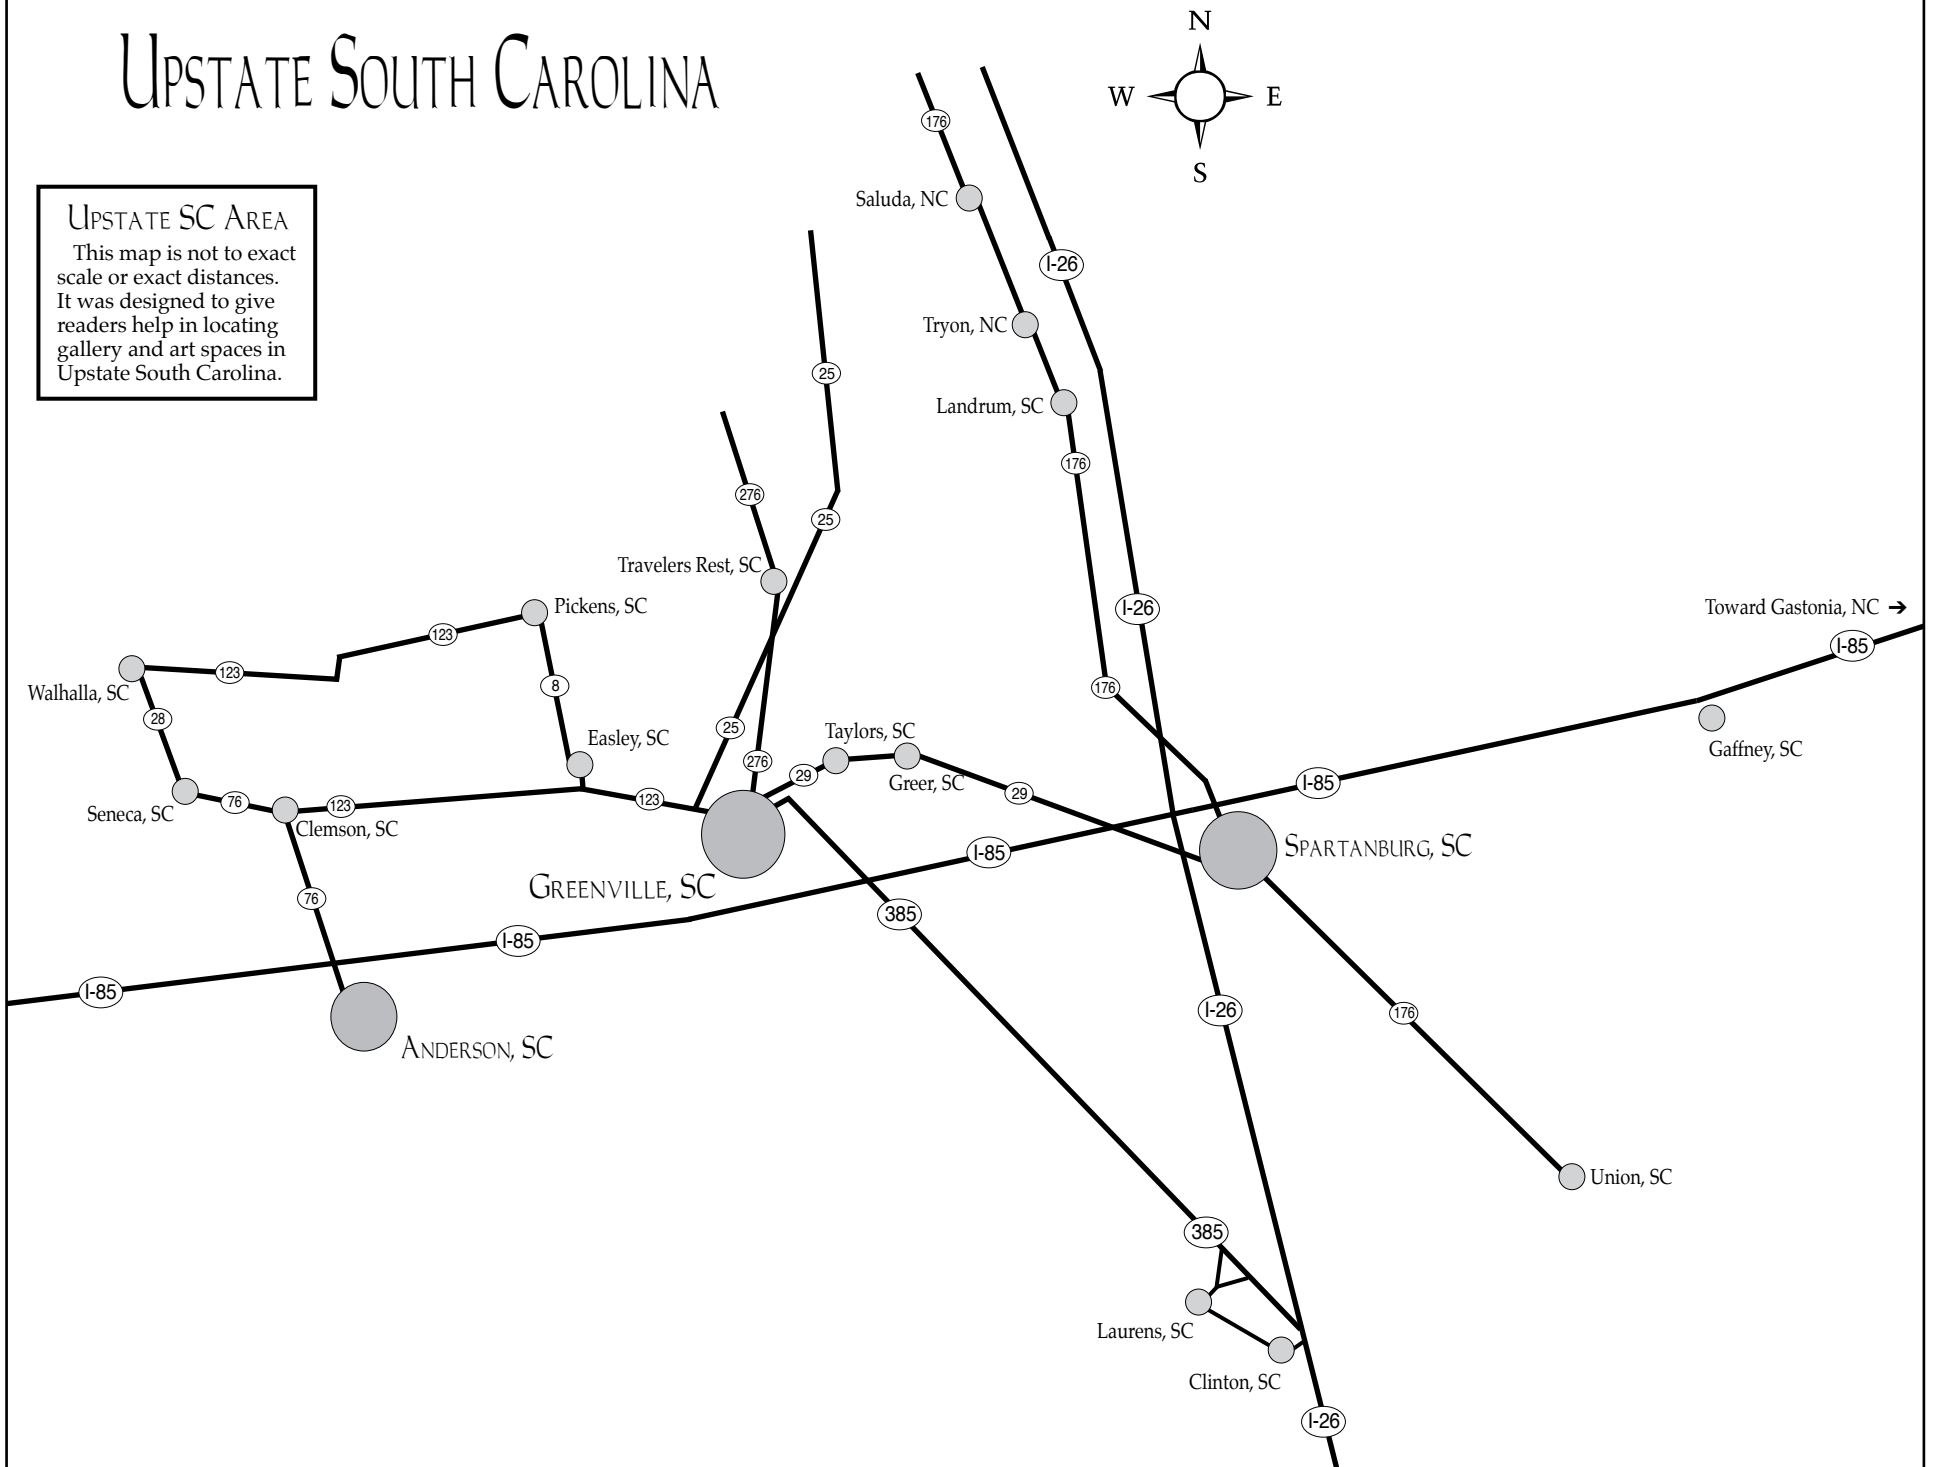 Upstate South Carolina
N
W E
S
176
Upstate SC Area
This map is not to exact
scale or exact distances.
It was designed to give
readers help in locating
gallery and art spaces in
Upstate South Carolina.
Saluda, NC
I-26
Tryon, NC
25
Landrum, SC
176
276
25
Travelers Rest, SC
Pickens, SC
I-26
Toward Gastonia, NC ➔
123
I-85
123
Walhalla, SC
8
176
28
25
Taylors, SC
Easley, SC
Gaffney, SC
276
29
Greer, SC
I-85
29
Seneca, SC
76
123
123
Clemson, SC
Spartanburg, SC
I-85
Greenville, SC
76
385
I-85
I-85
I-26
176
Anderson, SC
Union, SC
385
Laurens, SC
Clinton, SC
I-26